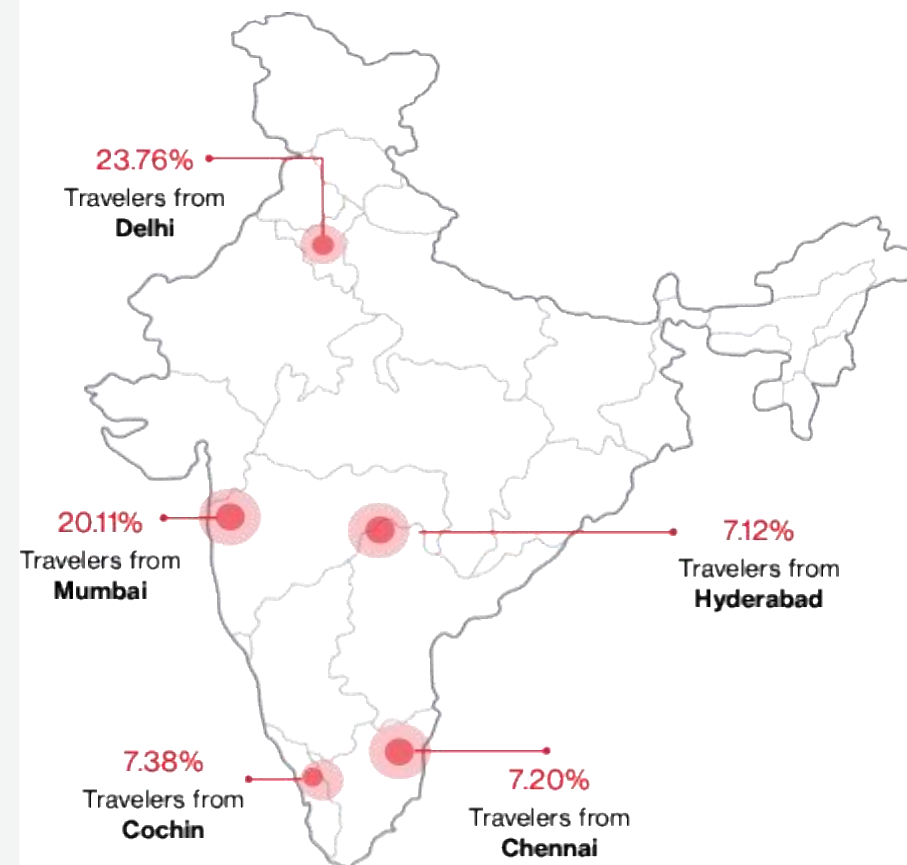 23.76%
Travelers from
Delhi
20.11%
Travelers from
Mumbai
7.12%
Travelers from
Hyderabad
7.38%
Travelers from
Cochin
7.20%
Travelers from
Chennai